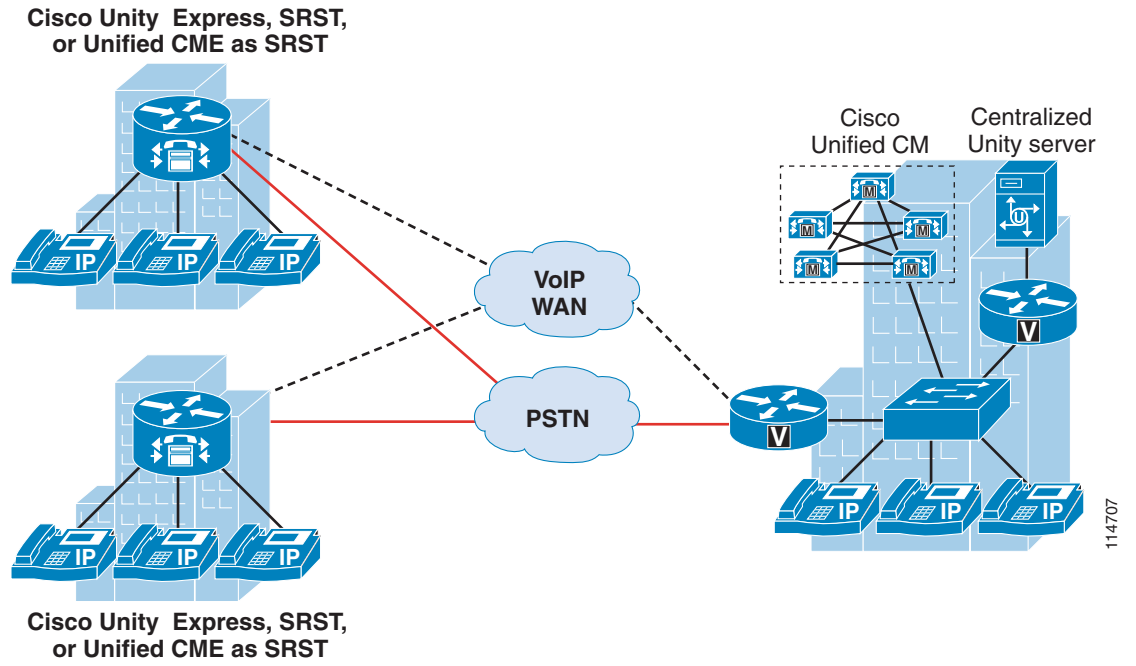 Cisco Unity Express, SRST,
or Unified CME as SRST
IP IP IP
Cisco
Unified CM
Centralized
Unity server
M
M M
M M
U
V
VoIP
WAN
PSTN
V
IP IP IP
IP IP IP
114707
Cisco Unity Express, SRST,
or Unified CME as SRST